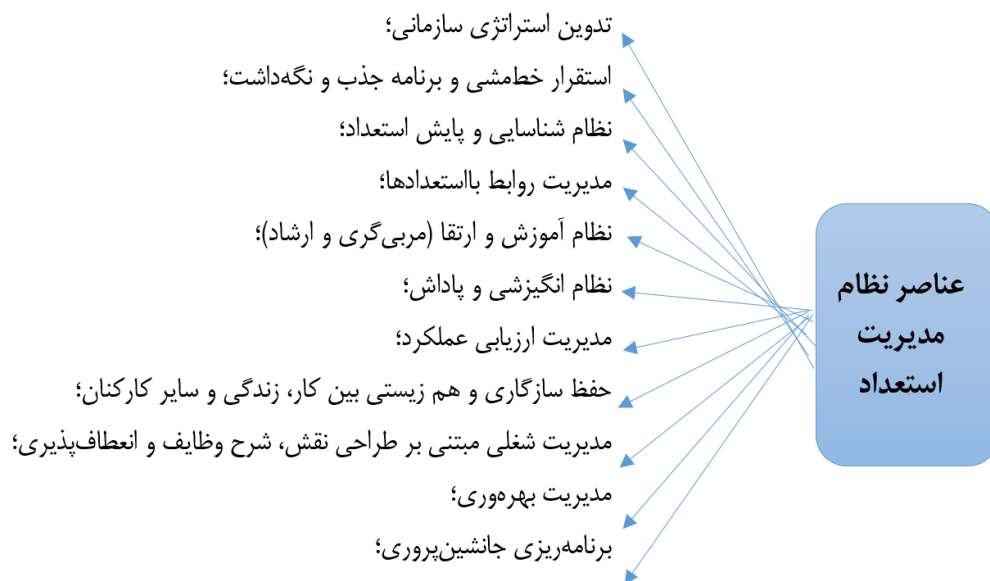 تدوین استراتژی سازمانی؛
استقرار خط‌مشی و برنامه جذب و نگه‌داشت؛
نظام شناسایی و پایش استعداد؛
مدیریت روابط بااستعدادها؛
نظام آموزش و ارتقا (مربی‌گری و ارشاد)؛
نظام انگیزشی و پاداش؛
مدیریت ارزیابی عملکرد؛
حفظ سازگاری و هم زیستی بین کار، زندگی و سایر کارکنان؛
مدیریت شغلی مبتنی بر طراحی نقش، شرح وظایف و انعطاف‌پذیری؛
مدیریت بهره‌وری؛
برنامه‌ریزی جانشین‌پروری؛
عناصر نظام
مدیریت
استعداد